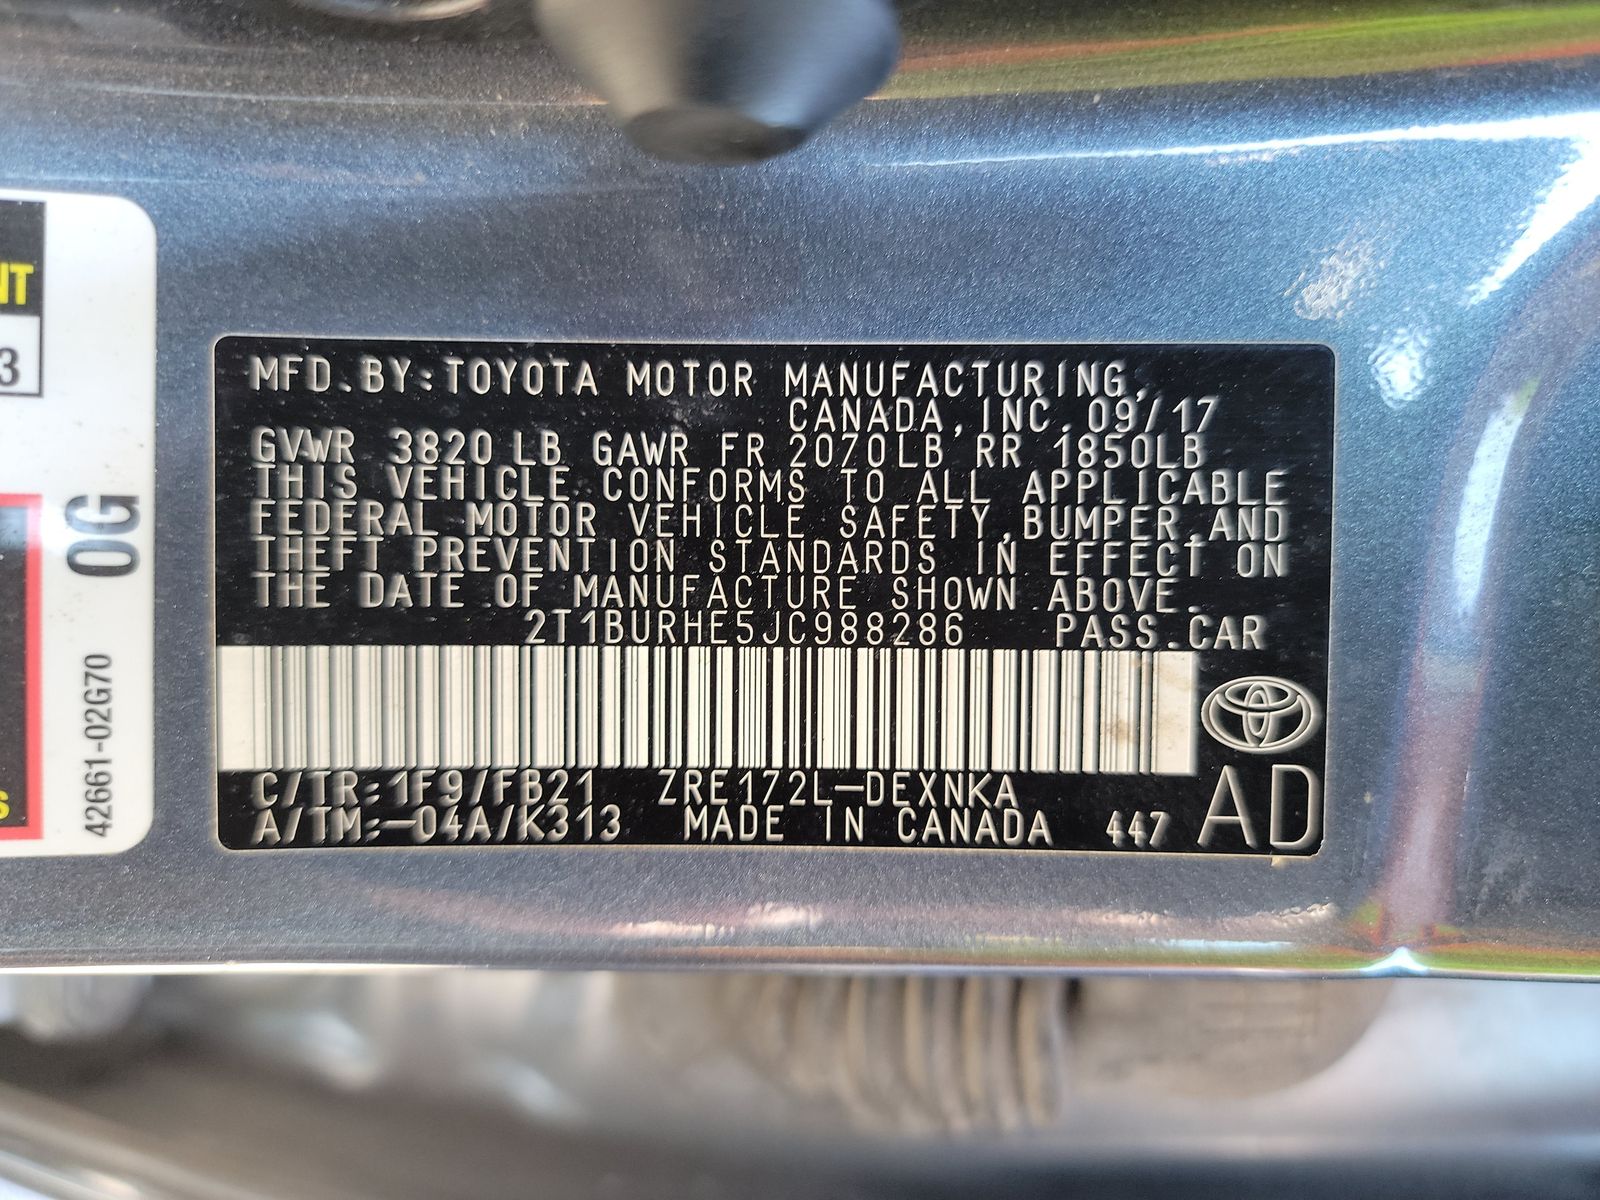 NT
3
S
0G
42661-02G70
MFD.BY:TOYOTA MOTOR MANUFACTURING,
CANADA,INC. 09/17
GVWR 3820 LB GAWR FR 2070LB RR 1850LB
THIS VEHICLE CONFORMS TO ALL APPLICABLE
FEDERAL MOTOR VEHICLE SAFETY,BUMPER,AND
THEFT PREVENTION STANDARDS IN EFFECT ON
THE DATE OF MANUFACTURE SHOWN ABOVE.
2T1BURHE5JC988286 PASS.CAR
C/TR:1F9/FB21 ZRE172L-DEXNKA
A/TM:-04A/K313 MADE IN CANADA 447
AD